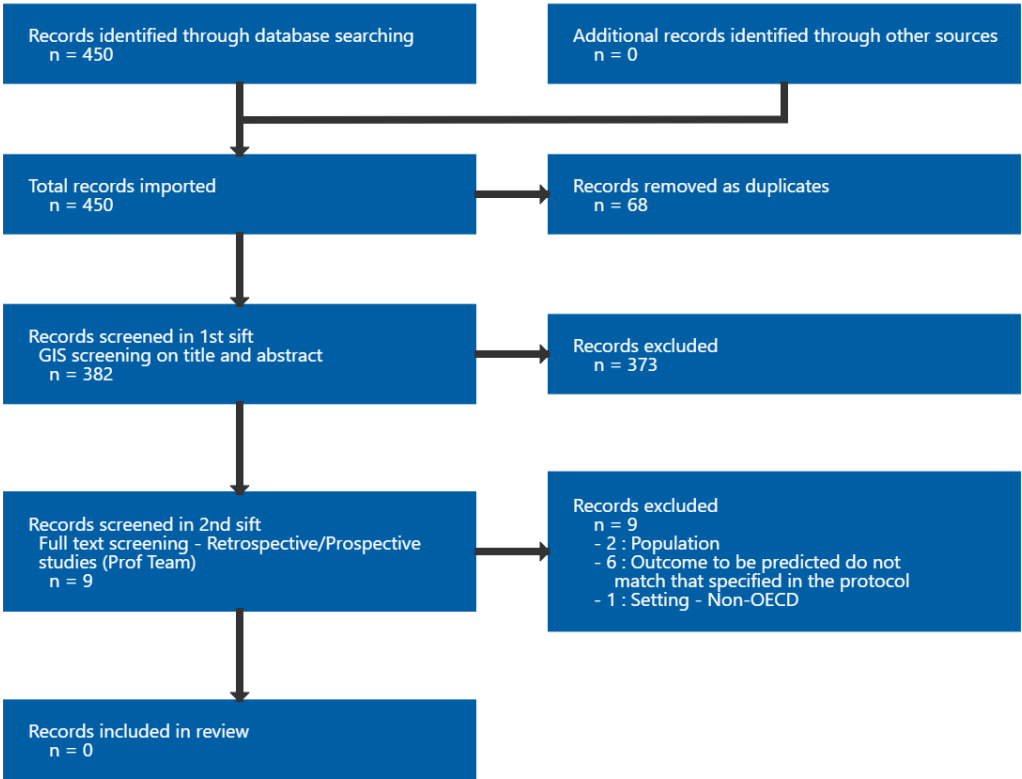 Records identified through database searching
n = 450
Additional records identified through other sources
n = 0
Total records imported
n = 450
Records removed as duplicates
n = 68
Records screened in 1st sift
GIS screening on title and abstract
n = 382
Records excluded
n = 373
Records screened in 2nd sift
Full text screening - Retrospective/Prospective
studies (Prof Team)
n = 9
Records excluded
n = 9
- 2 : Population
- 6 : Outcome to be predicted do not
match that specified in the protocol
- 1 : Setting - Non-OECD
Records included in review
n = 0